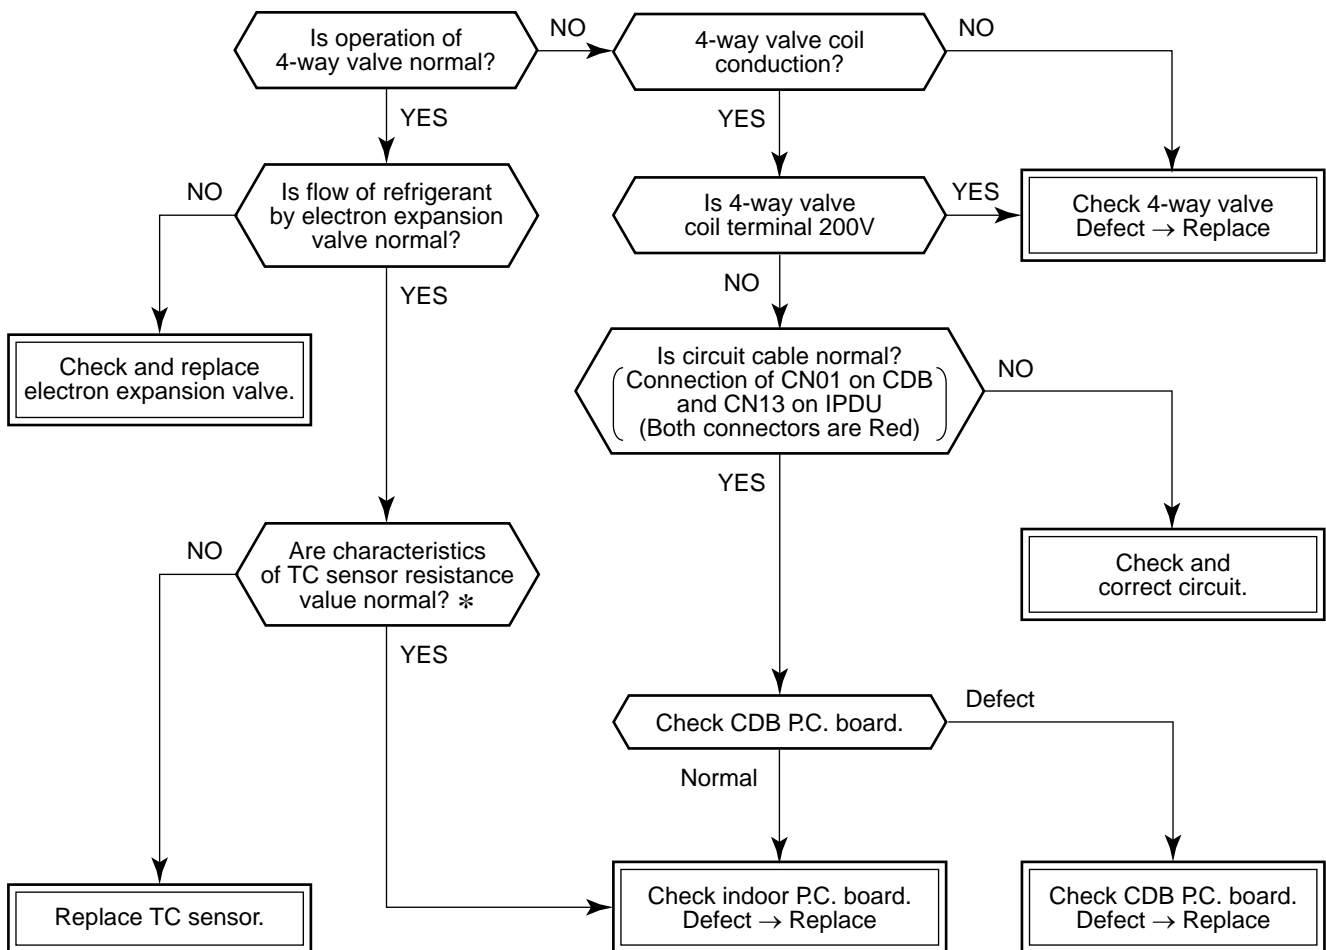 Is operation of
4-way valve normal?
NO
4-way valve coil
conduction?
NO
YES
YES
NO
Is flow of refrigerant
by electron expansion
valve normal?
Is 4-way valve
coil terminal 200V
YES
Check 4-way valve
Defect → Replace
YES
NO
Check and replace
electron expansion valve.
Is circuit cable normal?
Connection of CN01 on CDB
and CN13 on IPDU
(Both connectors are Red)
NO
YES
NO
Are characteristics
of TC sensor resistance
value normal? *
Check and
correct circuit.
YES
Check CDB P.C. board.
Defect
Normal
Replace TC sensor.
Check indoor P.C. board.
Defect → Replace
Check CDB P.C. board.
Defect → Replace